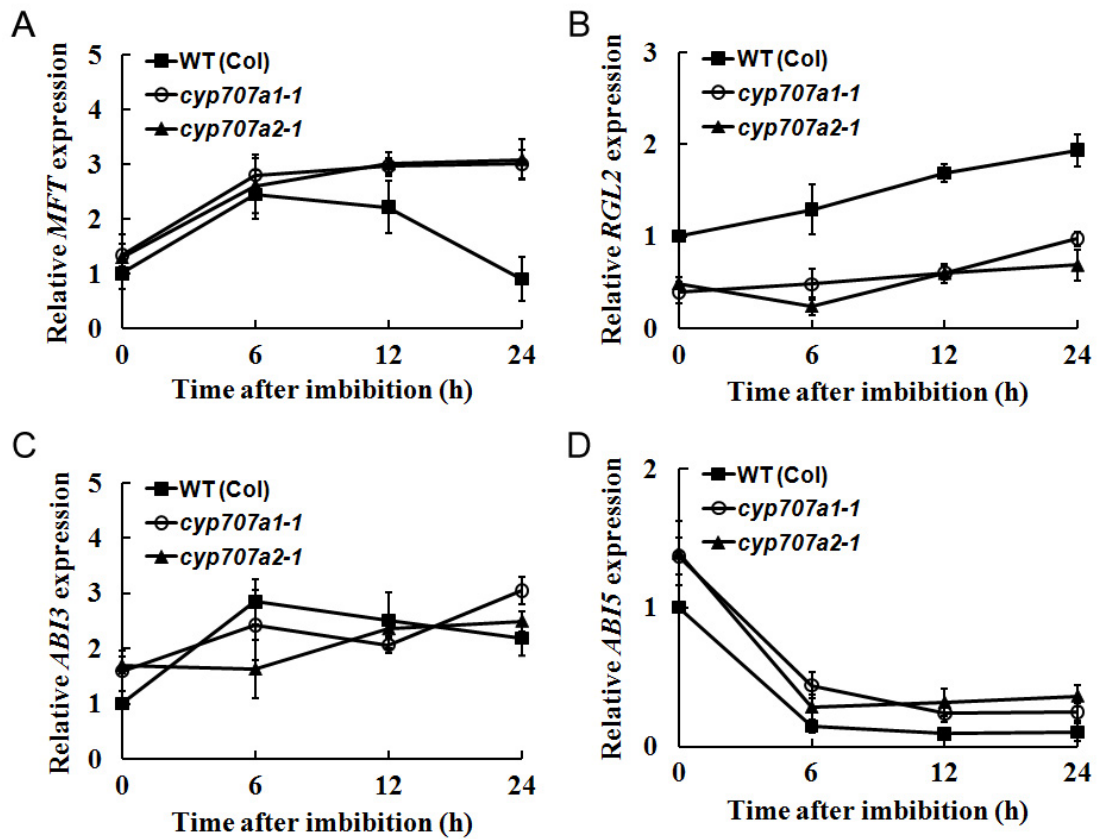 A
Relative MFT expression
5
4
3
2
1
0
WT (Col)
cyp707a1-1
cyp707a2-1
0 6 12 24
Time after imbibition (h)
B
Relative RGL2 expression
3
2
1
0
WT (Col)
cyp707a1-1
cyp707a2-1
0 6 12 24
Time after imbibition (h)
C
Relative ABI3 expression
5
4
3
2
1
0
WT (Col)
cyp707a1-1
cyp707a2-1
0 6 12 24
Time after imbibition (h)
D
Relative ABI5 expression
2
1
0
WT (Col)
cyp707a1-1
cyp707a2-1
0 6 12 24
Time after imbibition (h)